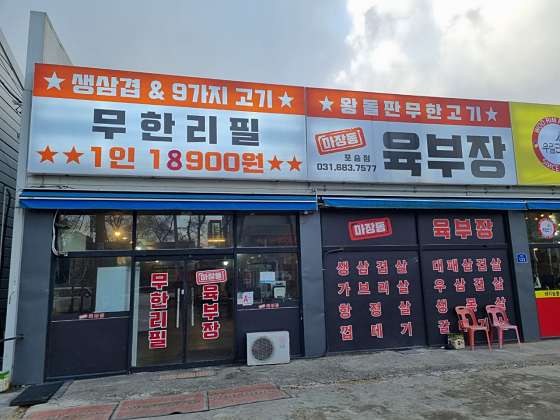 ★ 생삼겹 & 9가지 고기 ★
무한리필
★★1인 18900원★★
★ 왕돌판무한고기 ★
마장동
포승점
031.683.7577
육부장
마장동
육부장
생삼겹살
가브리살
항정살
껍데기
대패삼겹살
우삼겹살
무한리필
마장동
육부장